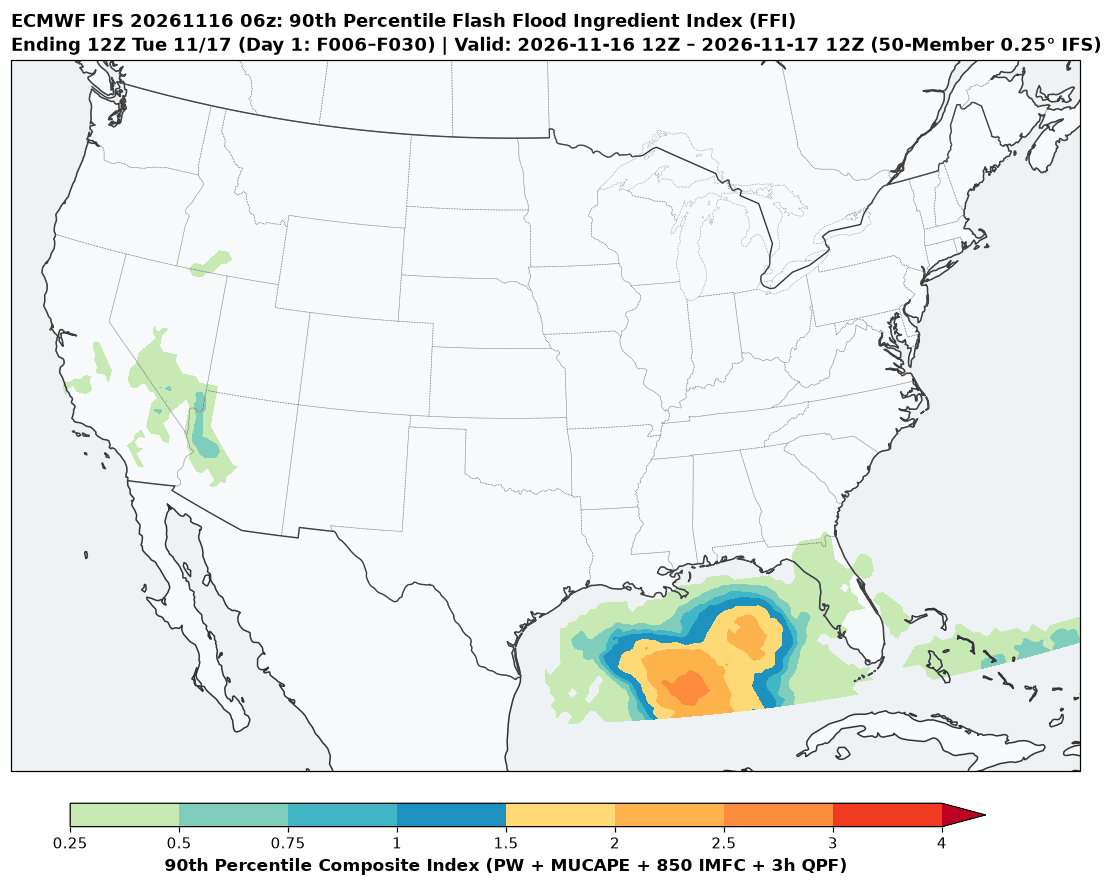 ECMWF IFS 20261116 06z: 90th Percentile Flash Flood Ingredient Index (FFI)
Ending 12Z Tue 11/17 (Day 1: F006–F030) | Valid: 2026-11-16 12Z – 2026-11-17 12Z (50-Member 0.25° IFS)
0.25 0.5 0.75 1 1.5 2 2.5 3 4
90th Percentile Composite Index (PW + MUCAPE + 850 IMFC + 3h QPF)